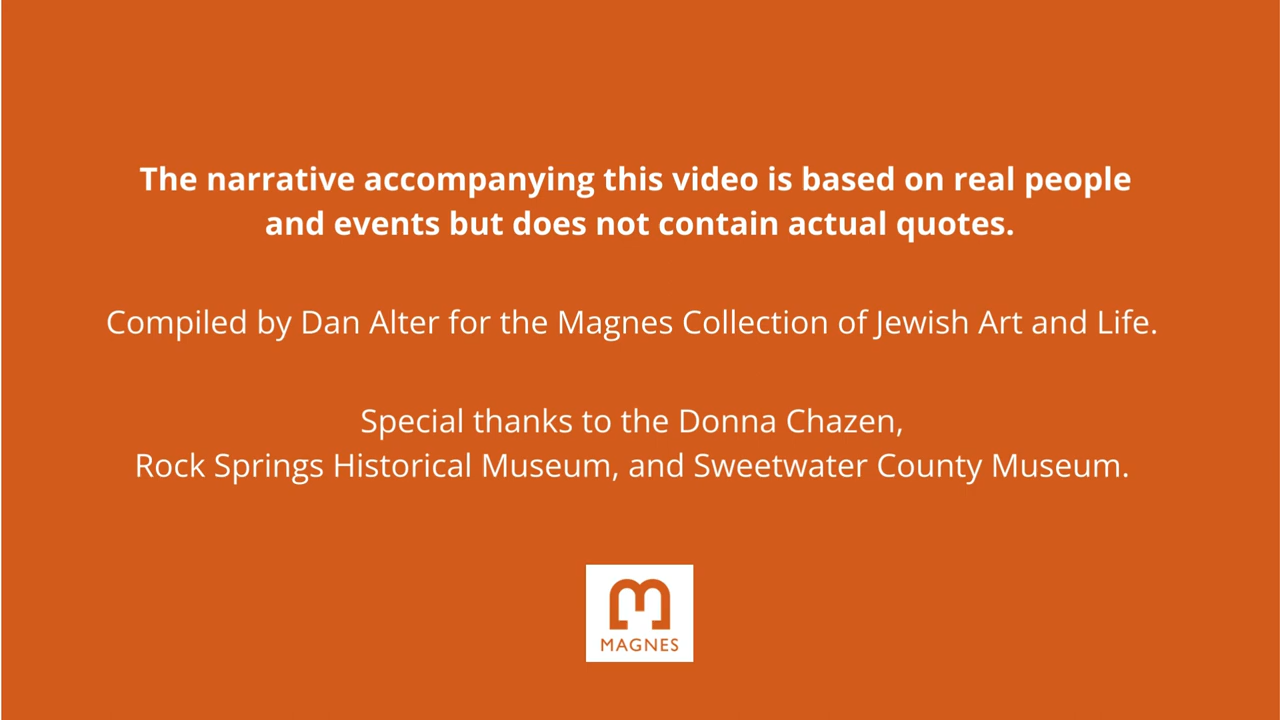 The narrative accompanying this video is based on real people
and events but does not contain actual quotes.
Compiled by Dan Alter for the Magnes Collection of Jewish Art and Life.
Special thanks to the Donna Chazen,
Rock Springs Historical Museum, and Sweetwater County Museum.
MAGNES